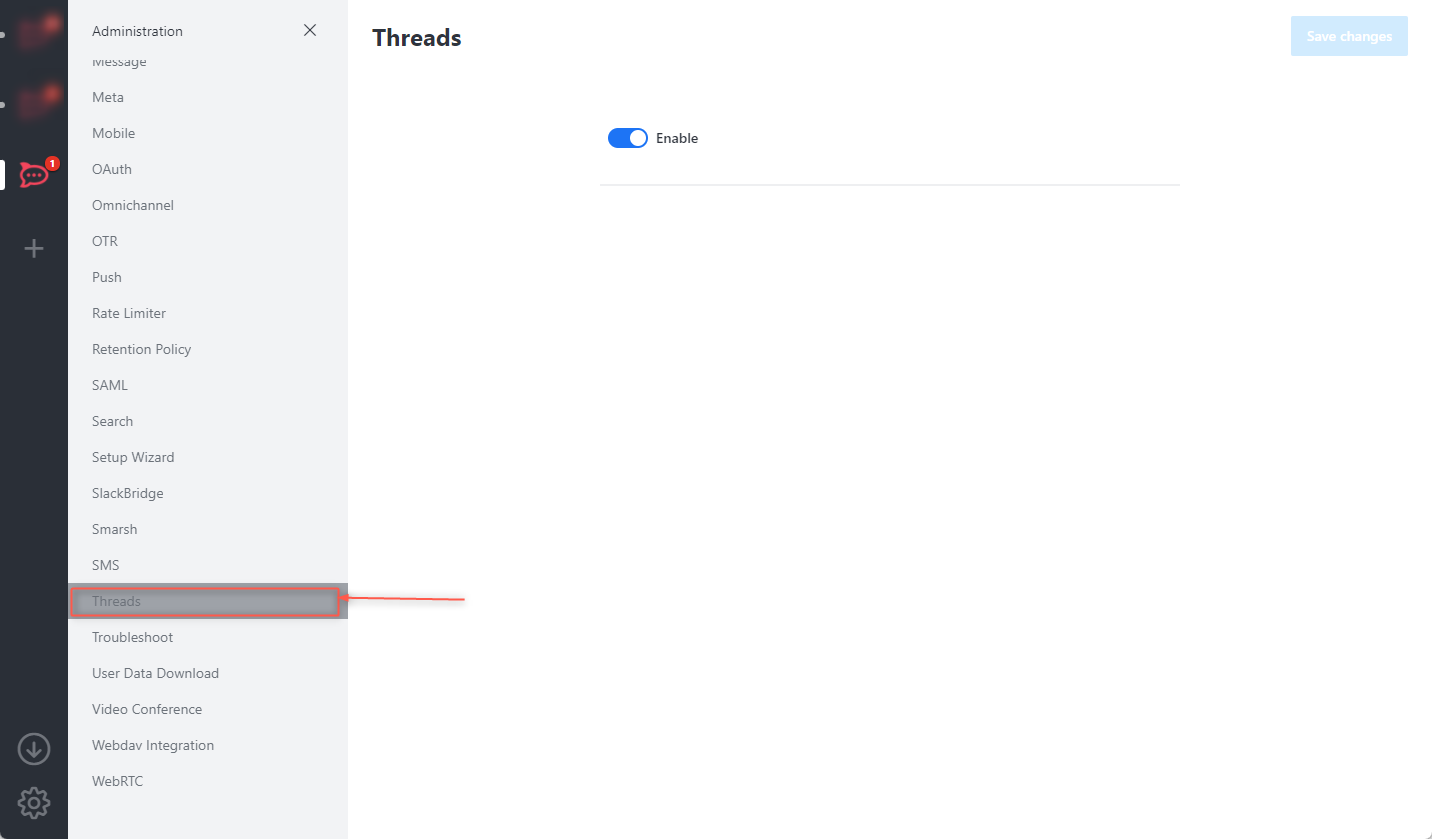 Administration
Message
Meta
Mobile
OAuth
Omnichannel
OTR
Push
Rate Limiter
Retention Policy
SAML
Search
Setup Wizard
SlackBridge
Smarsh
SMS
Threads
Troubleshoot
User Data Download
Video Conference
Webdav Integration
WebRTC
1
Threads
Save changes
Enable